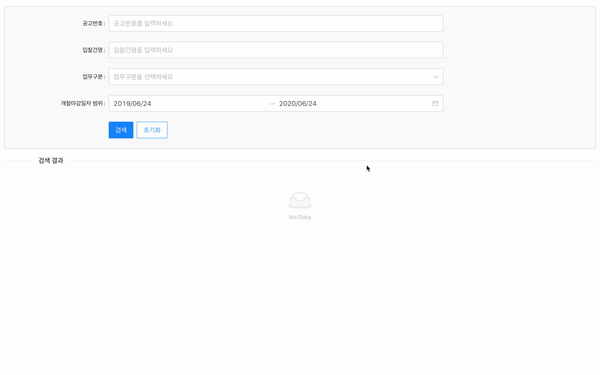 공고번호 : 공고번호를 입력하세요
입찰건명 : 입찰건명을 입력하세요
업무구분 : 업무구분을 선택하세요
개찰마감일자 범위 : 2019/06/24 → 2020/06/24
검색 초기화
검색 결과
No Data